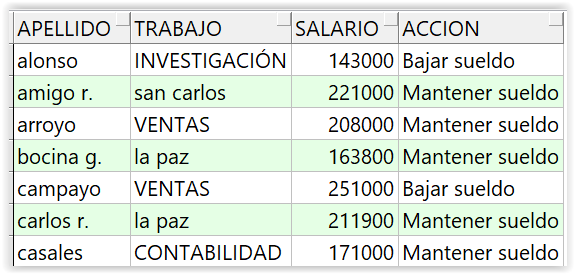 APELLIDO TRABAJO SALARIO ACCION
alonso INVESTIGACIÓN 143000 Bajar sueldo
amigo r. san carlos 221000 Mantener sueldo
arroyo VENTAS 208000 Mantener sueldo
bocina g. la paz 163800 Mantener sueldo
campayo VENTAS 251000 Bajar sueldo
carlos r. la paz 211900 Mantener sueldo
casales CONTABILIDAD 171000 Mantener sueldo